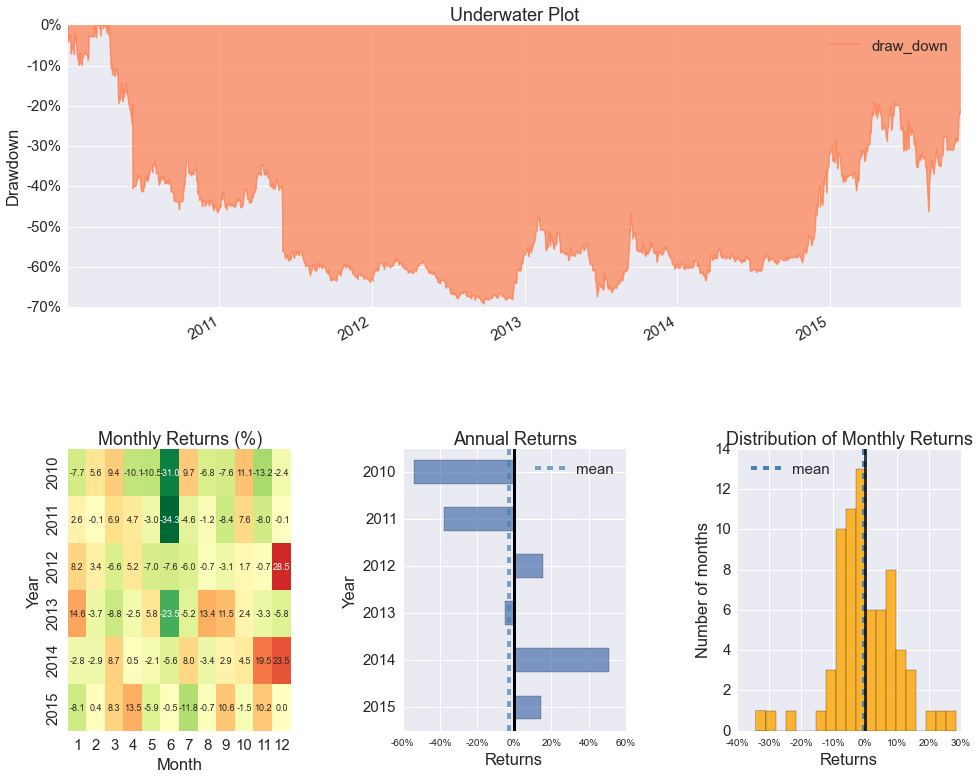 Underwater Plot
0%
-10%
-20%
-30%
-40%
-50%
-60%
-70%
Drawdown
draw_down
2011 2012 2013 2014 2015
Monthly Returns (%)
2010 -7.7 5.6 9.4 -10.1 -10.5 -31.0 9.7 -6.8 -7.6 11.1 -13.2 -2.4
2011 2.6 -0.1 6.9 4.7 -3.0 -34.3 -4.6 -1.2 -8.4 7.6 -8.0 -0.1
2012 8.2 3.4 -6.6 5.2 -7.0 -7.6 -6.0 -0.7 -3.1 1.7 -0.7 28.5
2013 14.6 -3.7 -8.8 -2.5 5.8 -23.5 -5.2 13.4 11.5 2.4 -3.3 -5.8
2014 -2.8 -2.9 8.7 0.5 -2.1 -5.6 8.0 -3.4 2.9 4.5 19.5 23.5
2015 -8.1 0.4 8.3 13.5 -5.9 -0.5 -11.8 -0.7 10.6 -1.5 10.2 0.0
Year
1 2 3 4 5 6 7 8 9 10 11 12
Month
Annual Returns
mean
2010
2011
2012
2013
2014
2015
Year
-60% -40% -20% 0% 20% 40% 60%
Returns
Distribution of Monthly Returns
mean
14
12
10
8
6
4
2
0
Number of months
-40% -30% -20% -10% 0% 10% 20% 30%
Returns